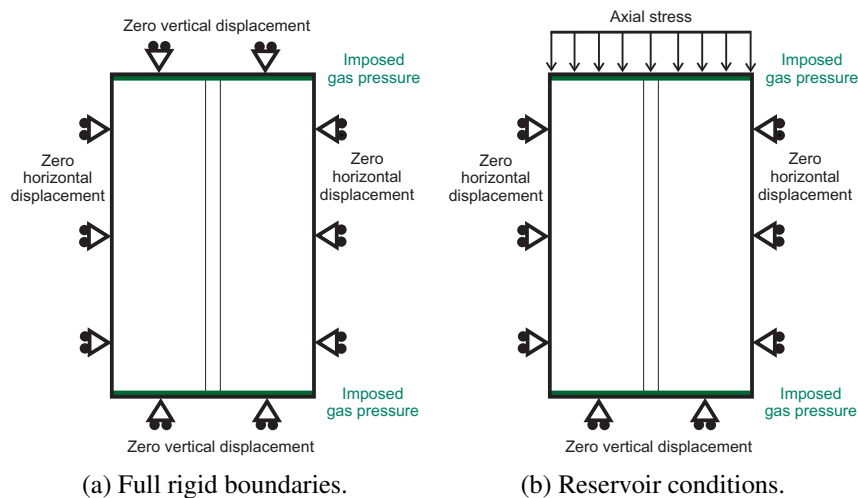 Zero vertical displacement
Imposed
gas pressure
Zero
horizontal
displacement
Zero
horizontal
displacement
Imposed
gas pressure
Zero vertical displacement
(a) Full rigid boundaries.
Axial stress
Imposed
gas pressure
Zero
horizontal
displacement
Zero
horizontal
displacement
Imposed
gas pressure
Zero vertical displacement
(b) Reservoir conditions.